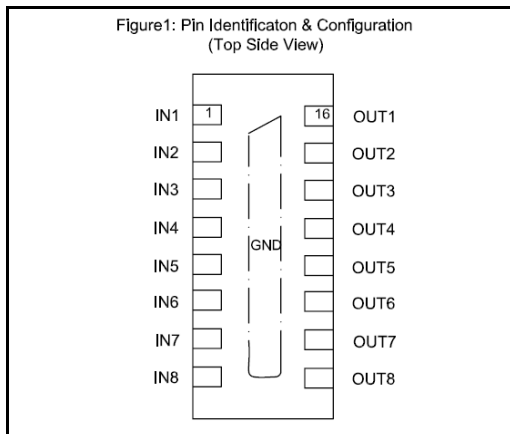 Figure1: Pin Identificaton & Configuration
(Top Side View)
IN1 1 16 OUT1
IN2 OUT2
IN3 OUT3
IN4 OUT4
GND
IN5 OUT5
IN6 OUT6
IN7 OUT7
IN8 OUT8